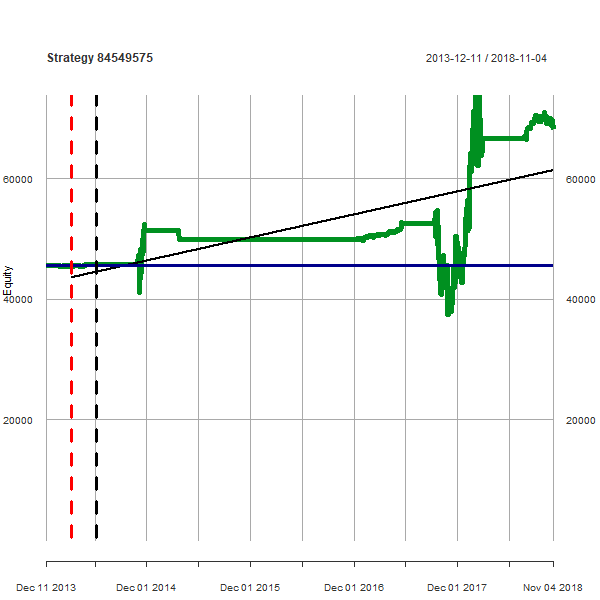 Strategy 84549575
2013-12-11 / 2018-11-04
60000
60000
Equity
40000
40000
20000
20000
Dec 11 2013
Dec 01 2014
Dec 01 2015
Dec 01 2016
Dec 01 2017
Nov 04 2018